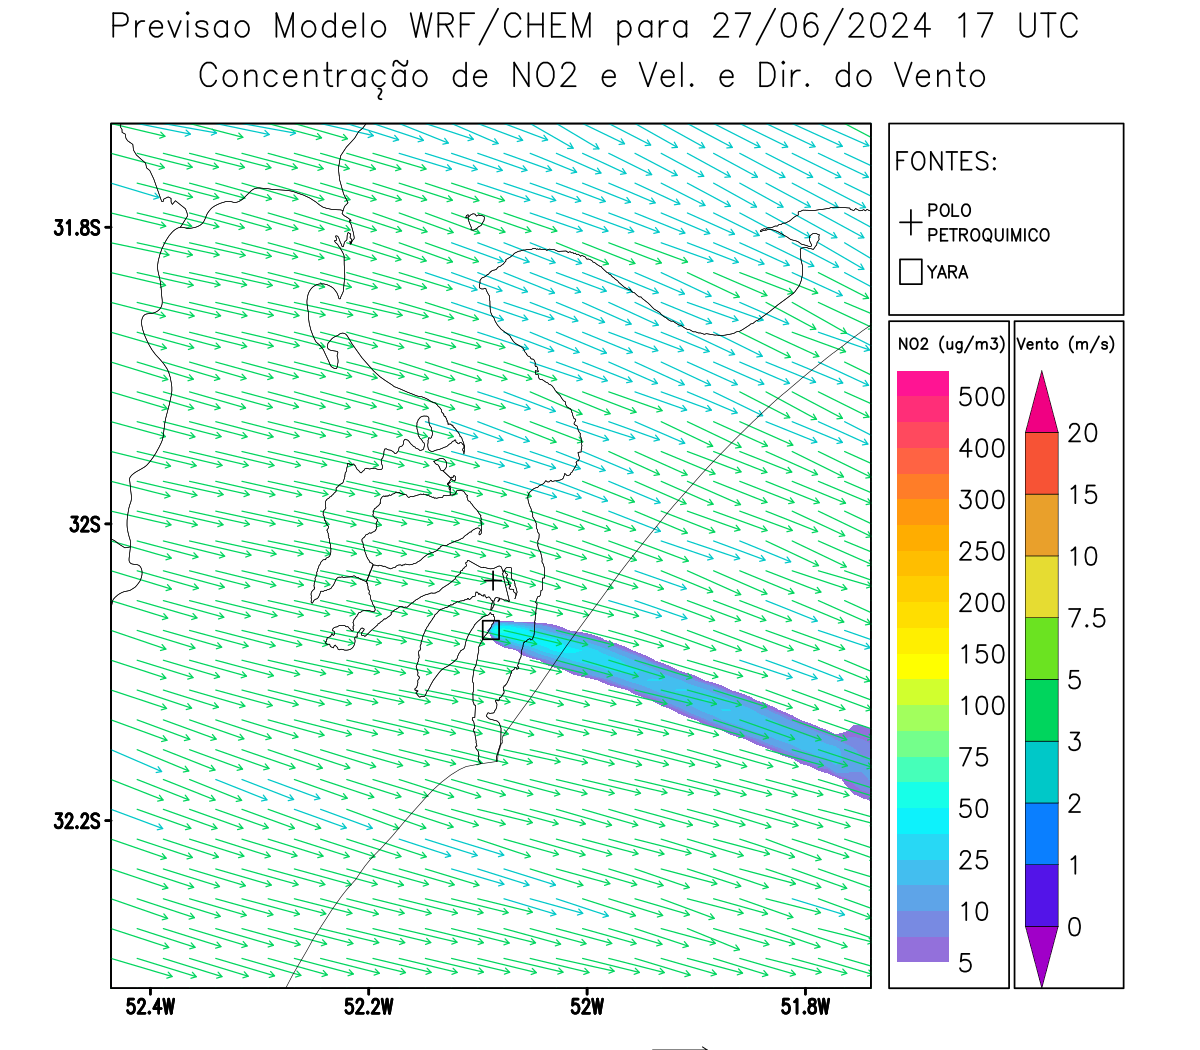 Previsao Modelo WRF/CHEM para 27/06/2024 17 UTC
Concentração de NO2 e Vel. e Dir. do Vento
FONTES:
POLO
PETROQUIMICO
YARA
31.8S
32S
32.2S
52.4W
52.2W
52W
51.8W
NO2 (ug/m3)
500
400
300
250
200
150
100
75
50
25
10
5
Vento (m/s)
20
15
10
7.5
5
3
2
1
0